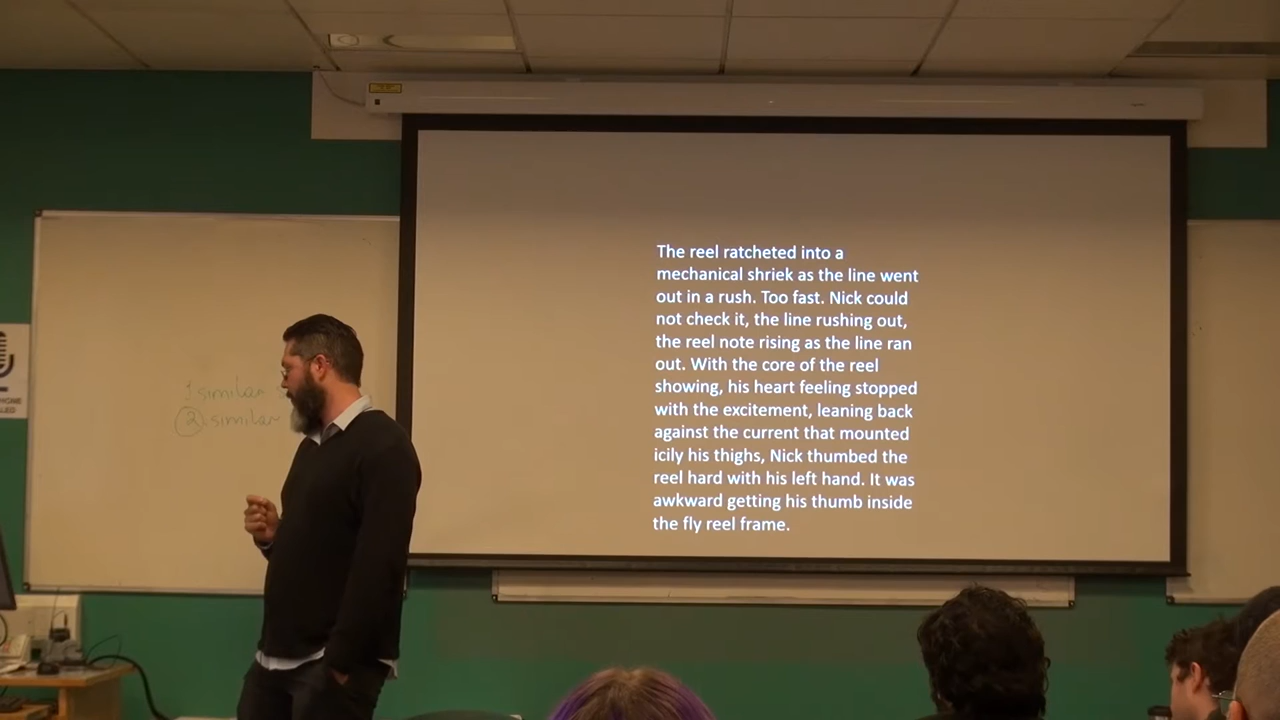 The reel ratcheted into a
mechanical shriek as the line went
out in a rush. Too fast. Nick could
not check it, the line rushing out,
the reel note rising as the line ran
out. With the core of the reel
showing, his heart feeling stopped
with the excitement, leaning back
against the current that mounted
icily his thighs, Nick thumbed the
reel hard with his left hand. It was
awkward getting his thumb inside
the fly reel frame.
1 similar s
2 similar